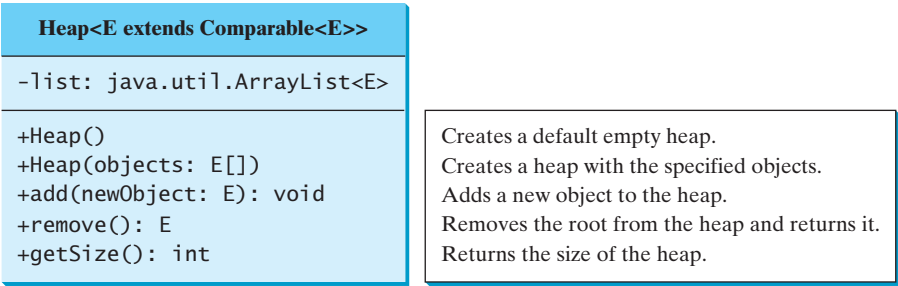 Heap<E extends Comparable<E>>
-list: java.util.ArrayList<E>
+Heap()
+Heap(objects: E[])
+add(newObject: E): void
+remove(): E
+getSize(): int
Creates a default empty heap.
Creates a heap with the specified objects.
Adds a new object to the heap.
Removes the root from the heap and returns it.
Returns the size of the heap.